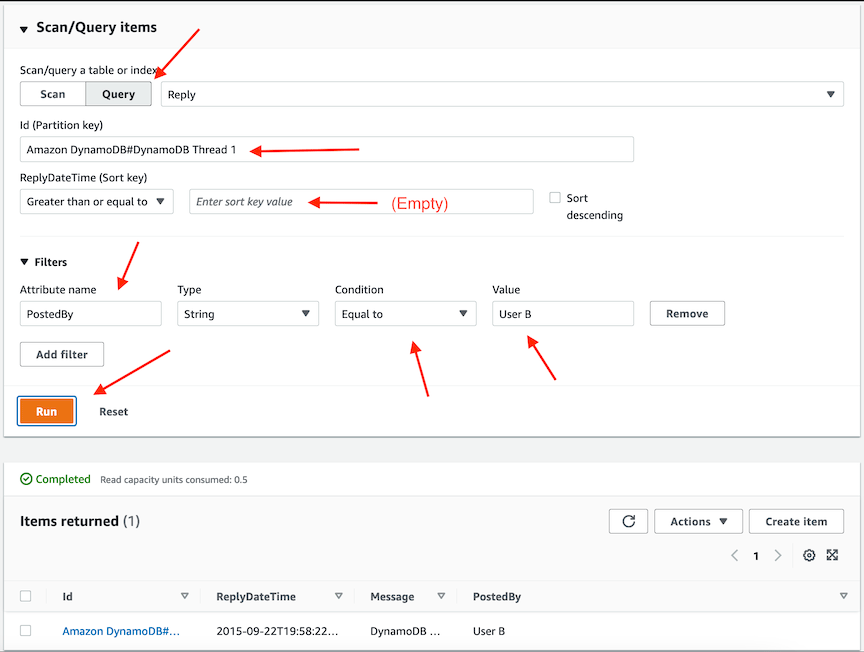 Scan/Query items
Scan/query a table or index
Scan Query Reply
Id (Partition key)
Amazon DynamoDB#DynamoDB Thread 1
ReplyDateTime (Sort key)
Greater than or equal to Enter sort key value (Empty) Sort descending
Filters
Attribute name Type Condition Value
PostedBy String Equal to User B Remove
Add filter
Run Reset
Completed Read capacity units consumed: 0.5
Items returned (1) Actions Create item
1
Id ReplyDateTime Message PostedBy
Amazon DynamoDB#... 2015-09-22T19:58:22... DynamoDB ... User B